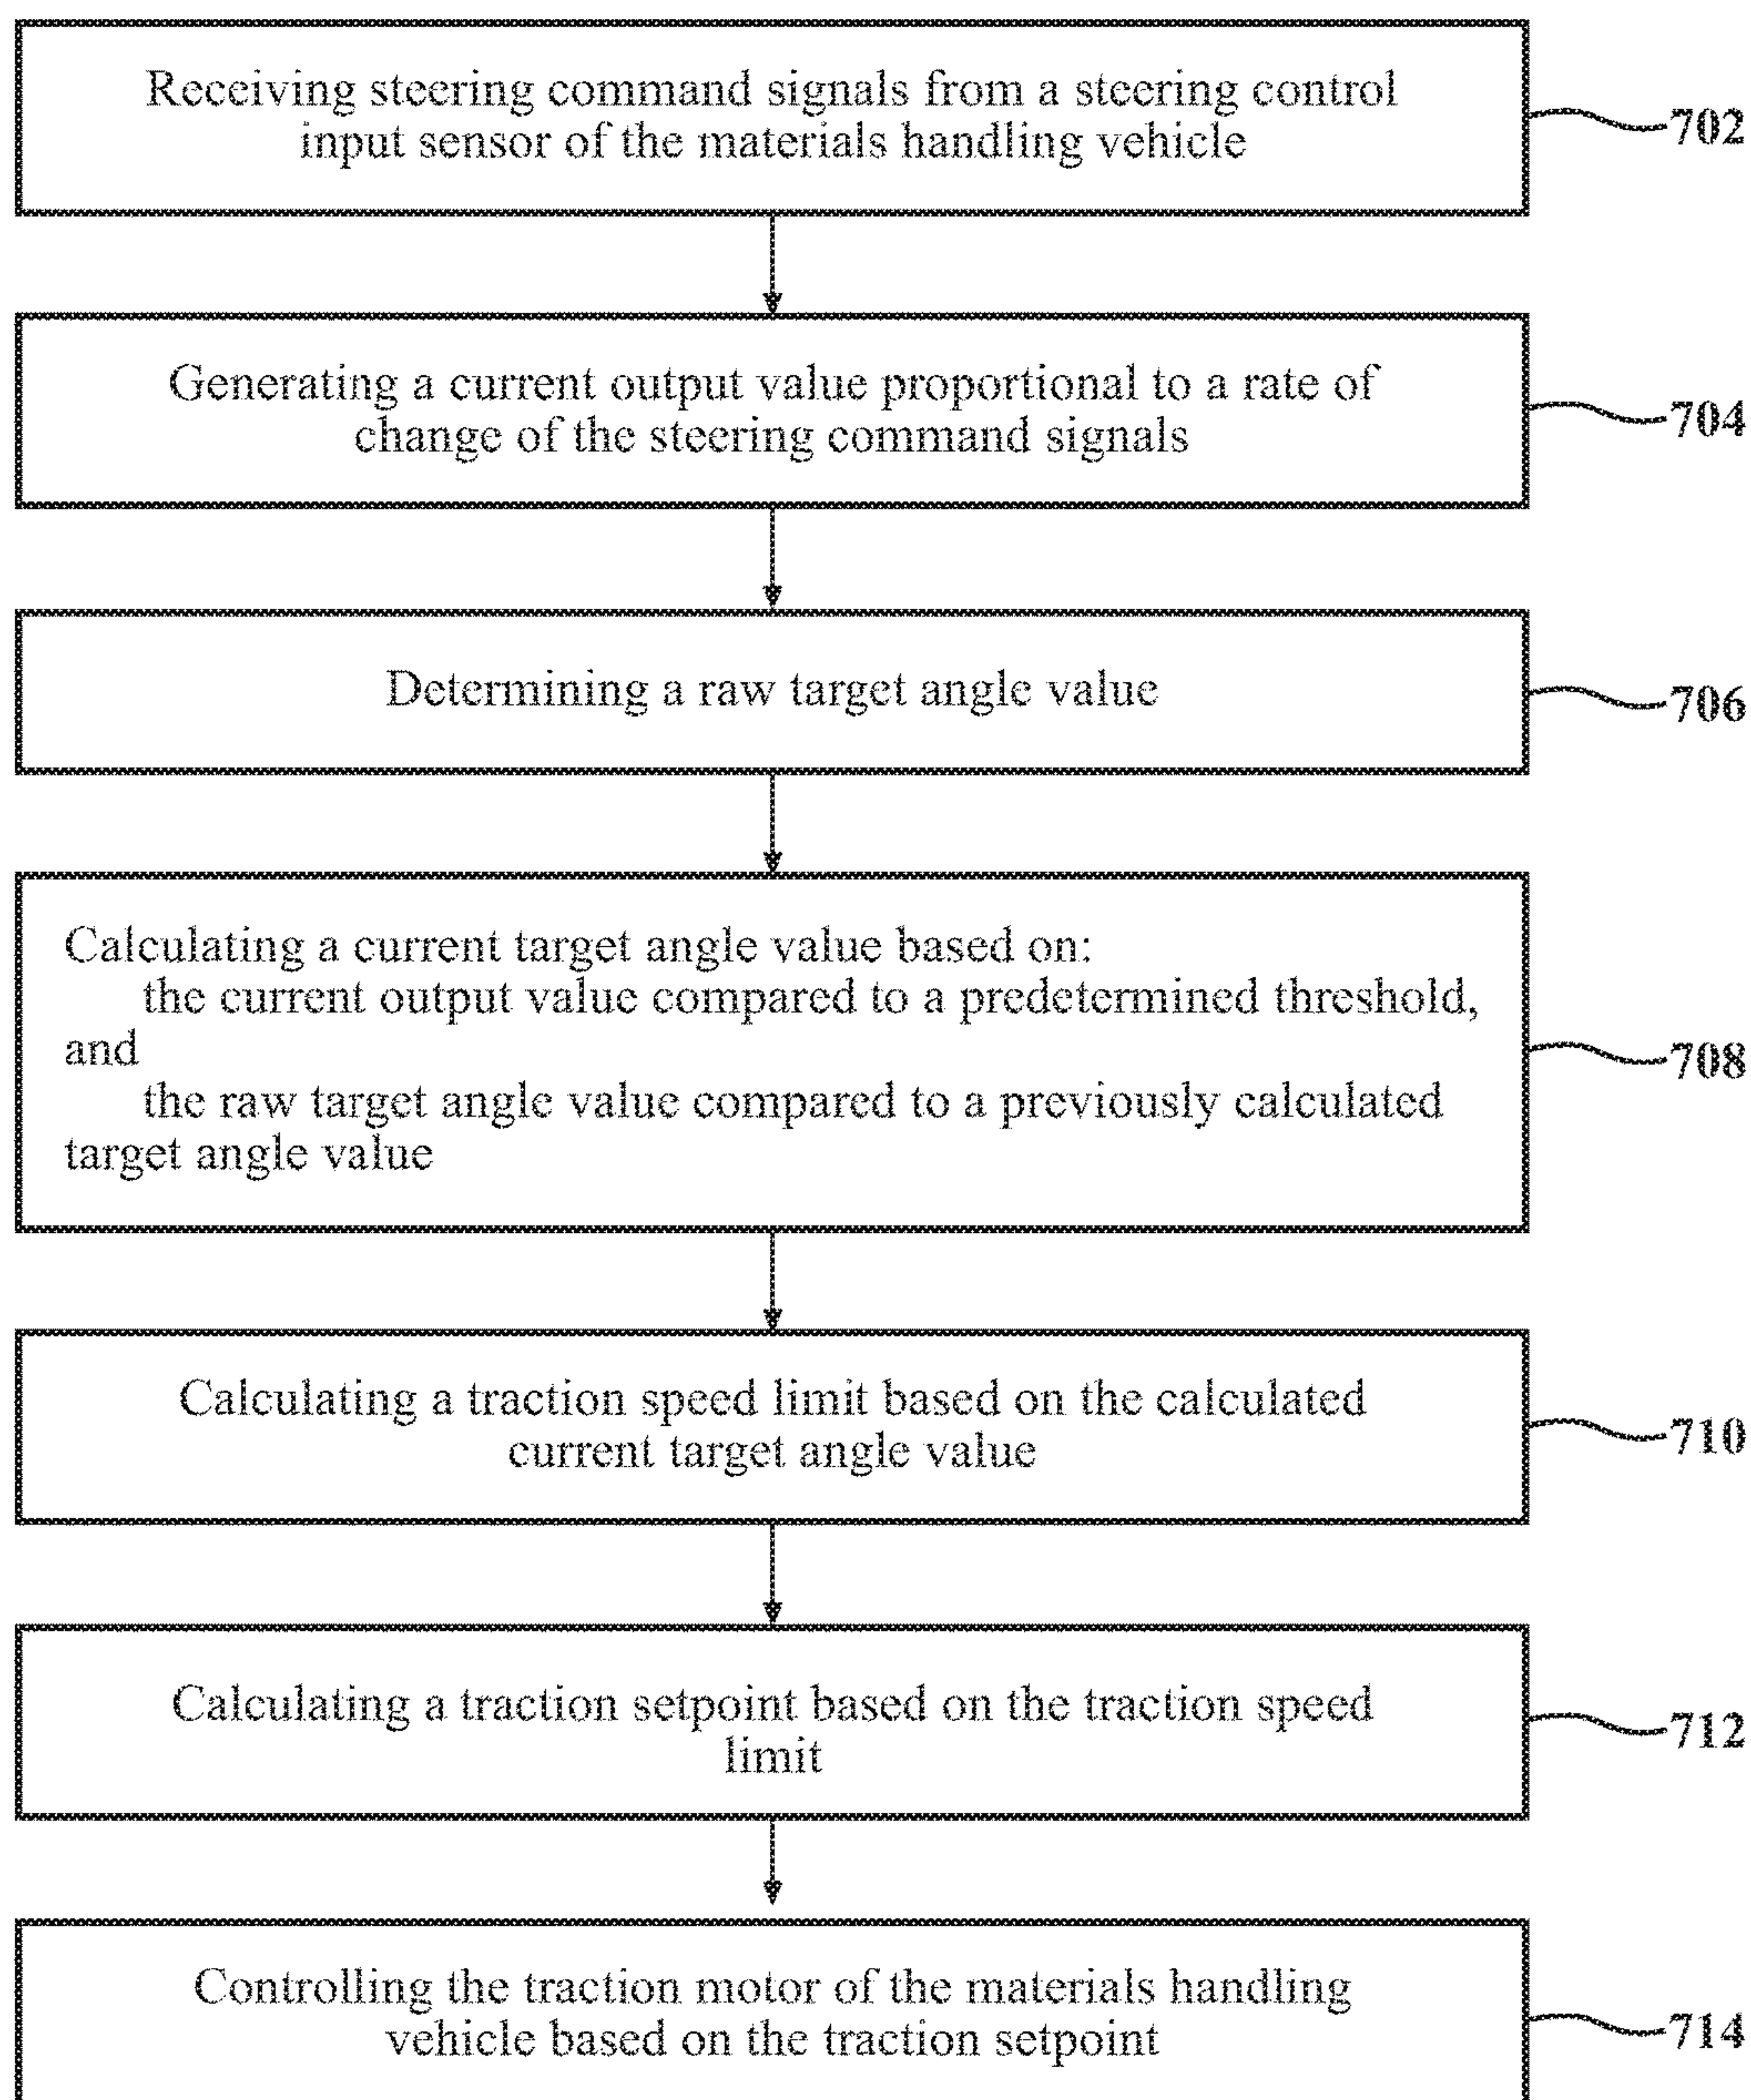 Receiving steering command signals from a steering control
input sensor of the materials handling vehicle
702
Generating a current output value proportional to a rate of
change of the steering command signals
704
Determining a raw target angle value
706
Calculating a current target angle value based on:
the current output value compared to a predetermined threshold,
and
the raw target angle value compared to a previously calculated
target angle value
708
Calculating a traction speed limit based on the calculated
current target angle value
710
Calculating a traction setpoint based on the traction speed
limit
712
Controlling the traction motor of the materials handling
vehicle based on the traction setpoint
714